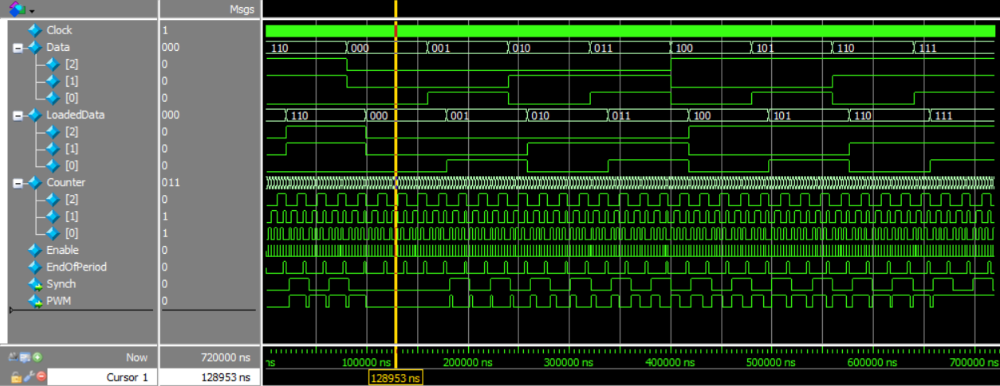 Msgs
Clock 1
Data 000 110 000 001 010 011 100 101 110 111
[2] 0
[1] 0
[0] 0
LoadedData 000 110 000 001 010 011 100 101 110 111
[2] 0
[1] 0
[0] 0
Counter 011
[2] 0
[1] 1
[0] 1
Enable 0
EndOfPeriod 0
Synch 0
PWM 0
Now 720000 ns ns 100000 ns 200000 ns 300000 ns 400000 ns 500000 ns 600000 ns 700000 ns
Cursor 1 128953 ns 128953 ns